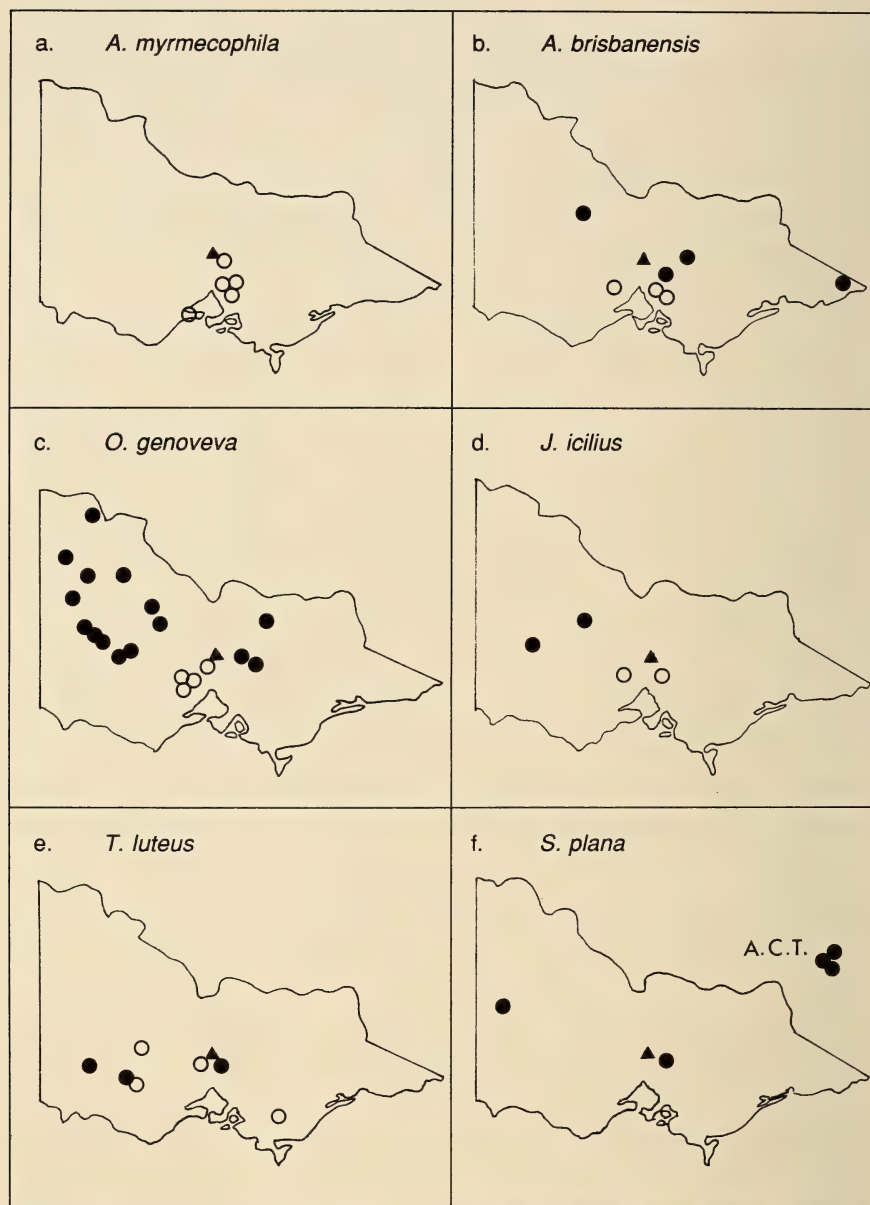 a. A. myrmecophila
b. A. brisbanensis
c. O. genoveva
d. J. icilius
e. T. luteus
f. S. plana
A.C.T.